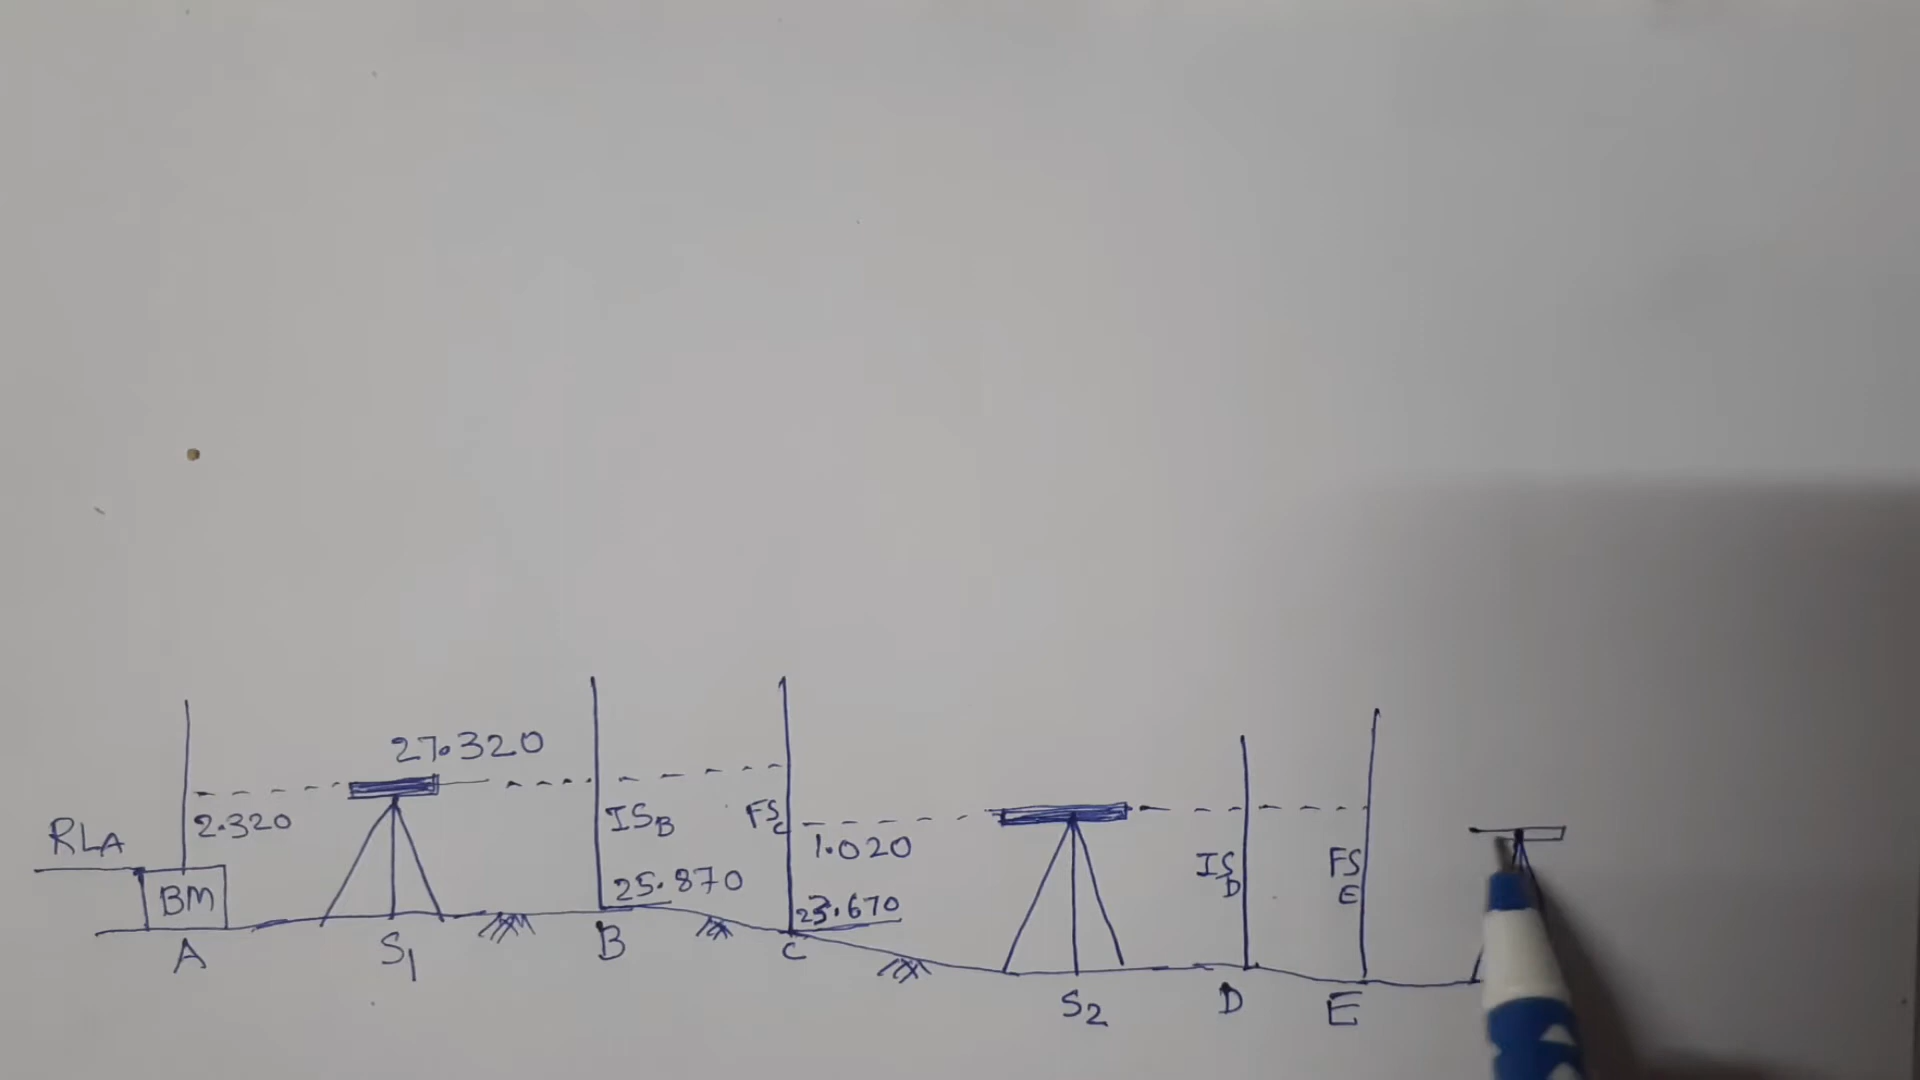 27.320
RLA
2.320
BM
A
S1
ISB
25.870
B
FSC
1.020
23.670
C
S2
ISD
D
FSE
E